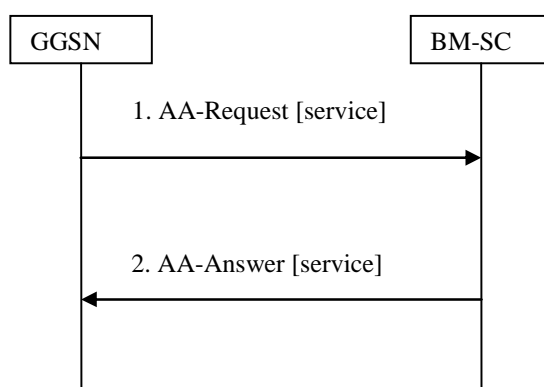 GGSN
BM-SC
1. AA-Request [service]
2. AA-Answer [service]